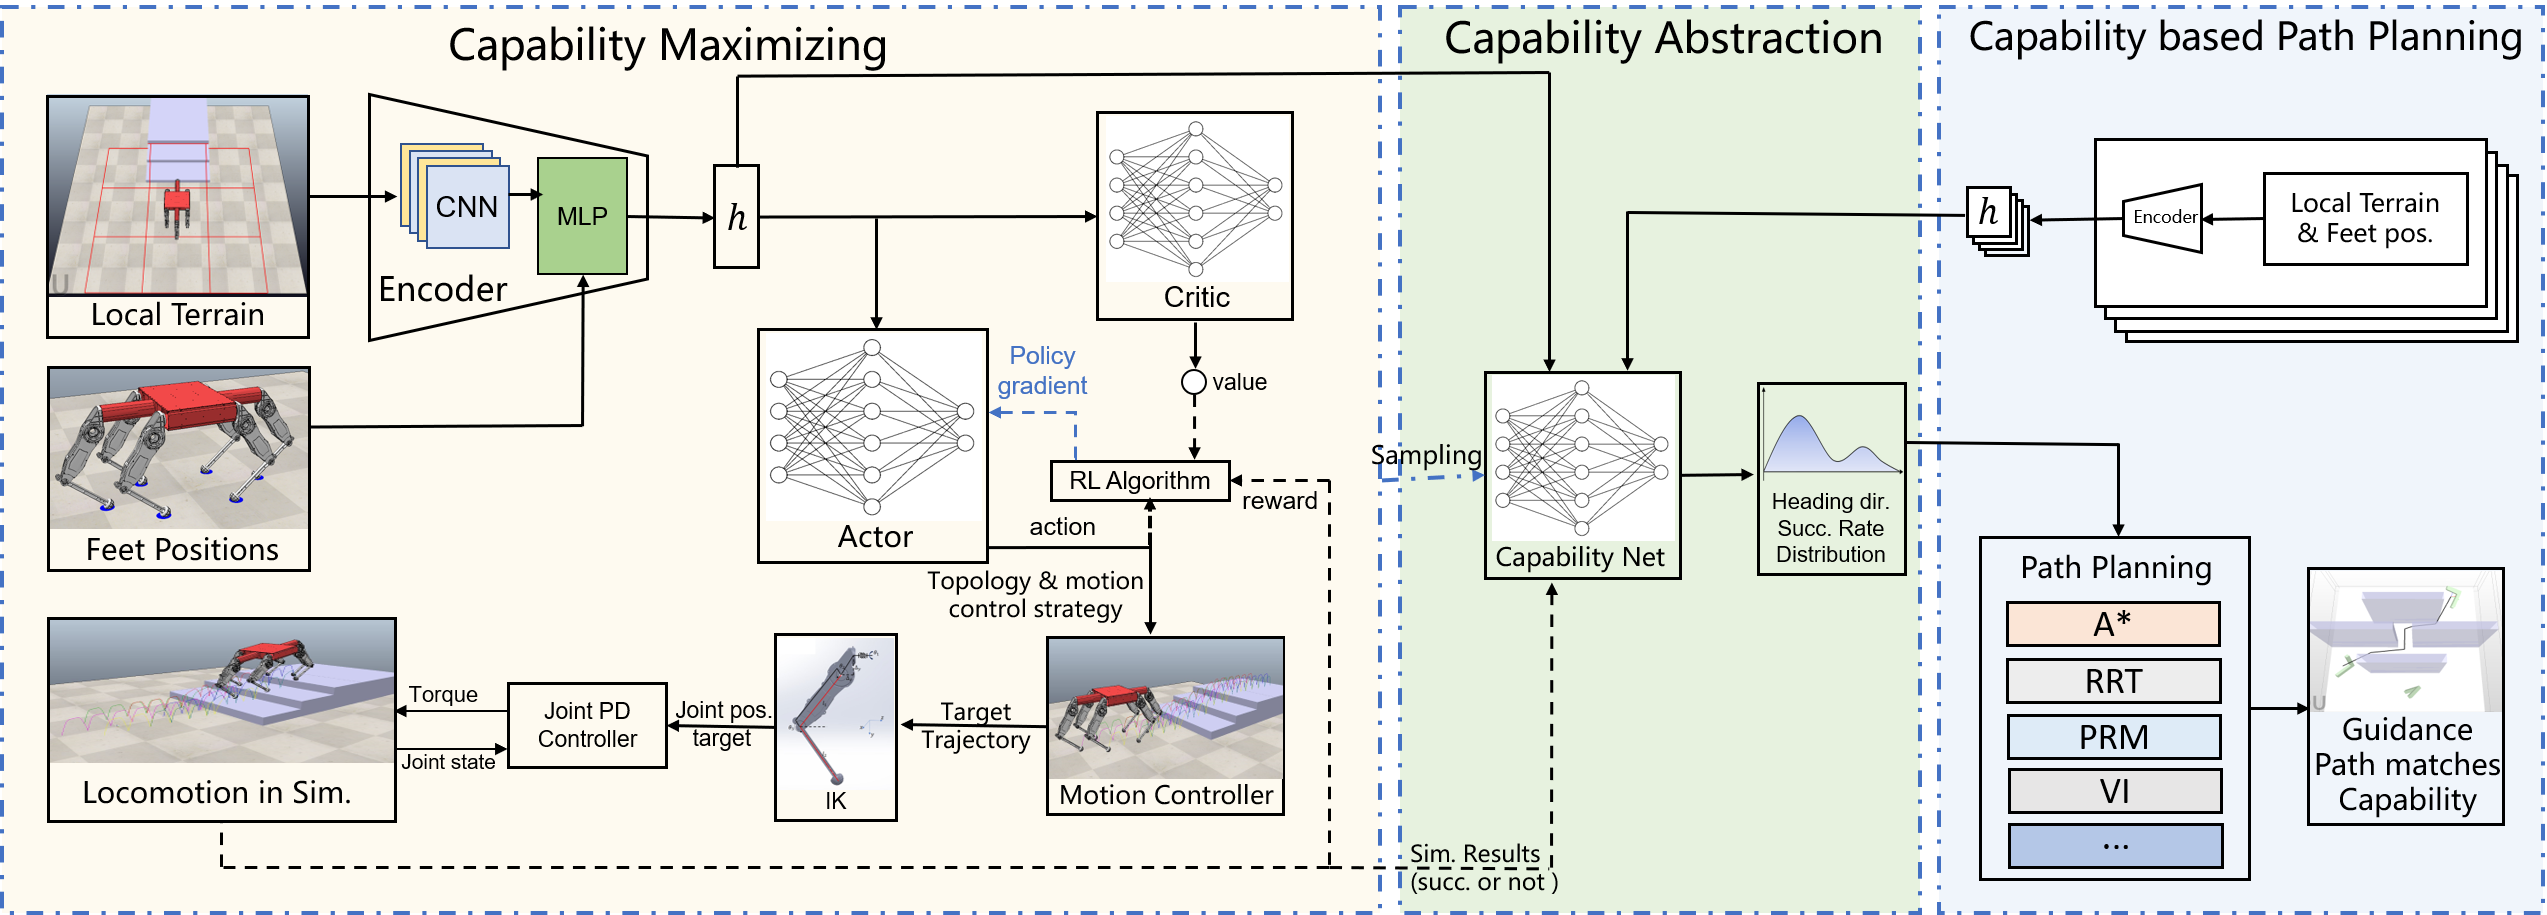 Capability Maximizing
Local Terrain
U
Feet Positions
CNN
MLP
Encoder
h
Critic
value
Policy
gradient
RL Algorithm
reward
Actor
action
Topology & motion
control strategy
Locomotion in Sim.
Torque
Joint state
Joint PD
Controller
Joint pos.
target
IK
Target
Trajectory
Motion Controller
Capability Abstraction
Sampling
Capability Net
Heading dir.
Succ. Rate
Distribution
Sim. Results
(succ. or not )
Capability based Path Planning
h
Encoder
Local Terrain
& Feet pos.
Path Planning
A*
RRT
PRM
VI
...
U
Guidance
Path matches
Capability